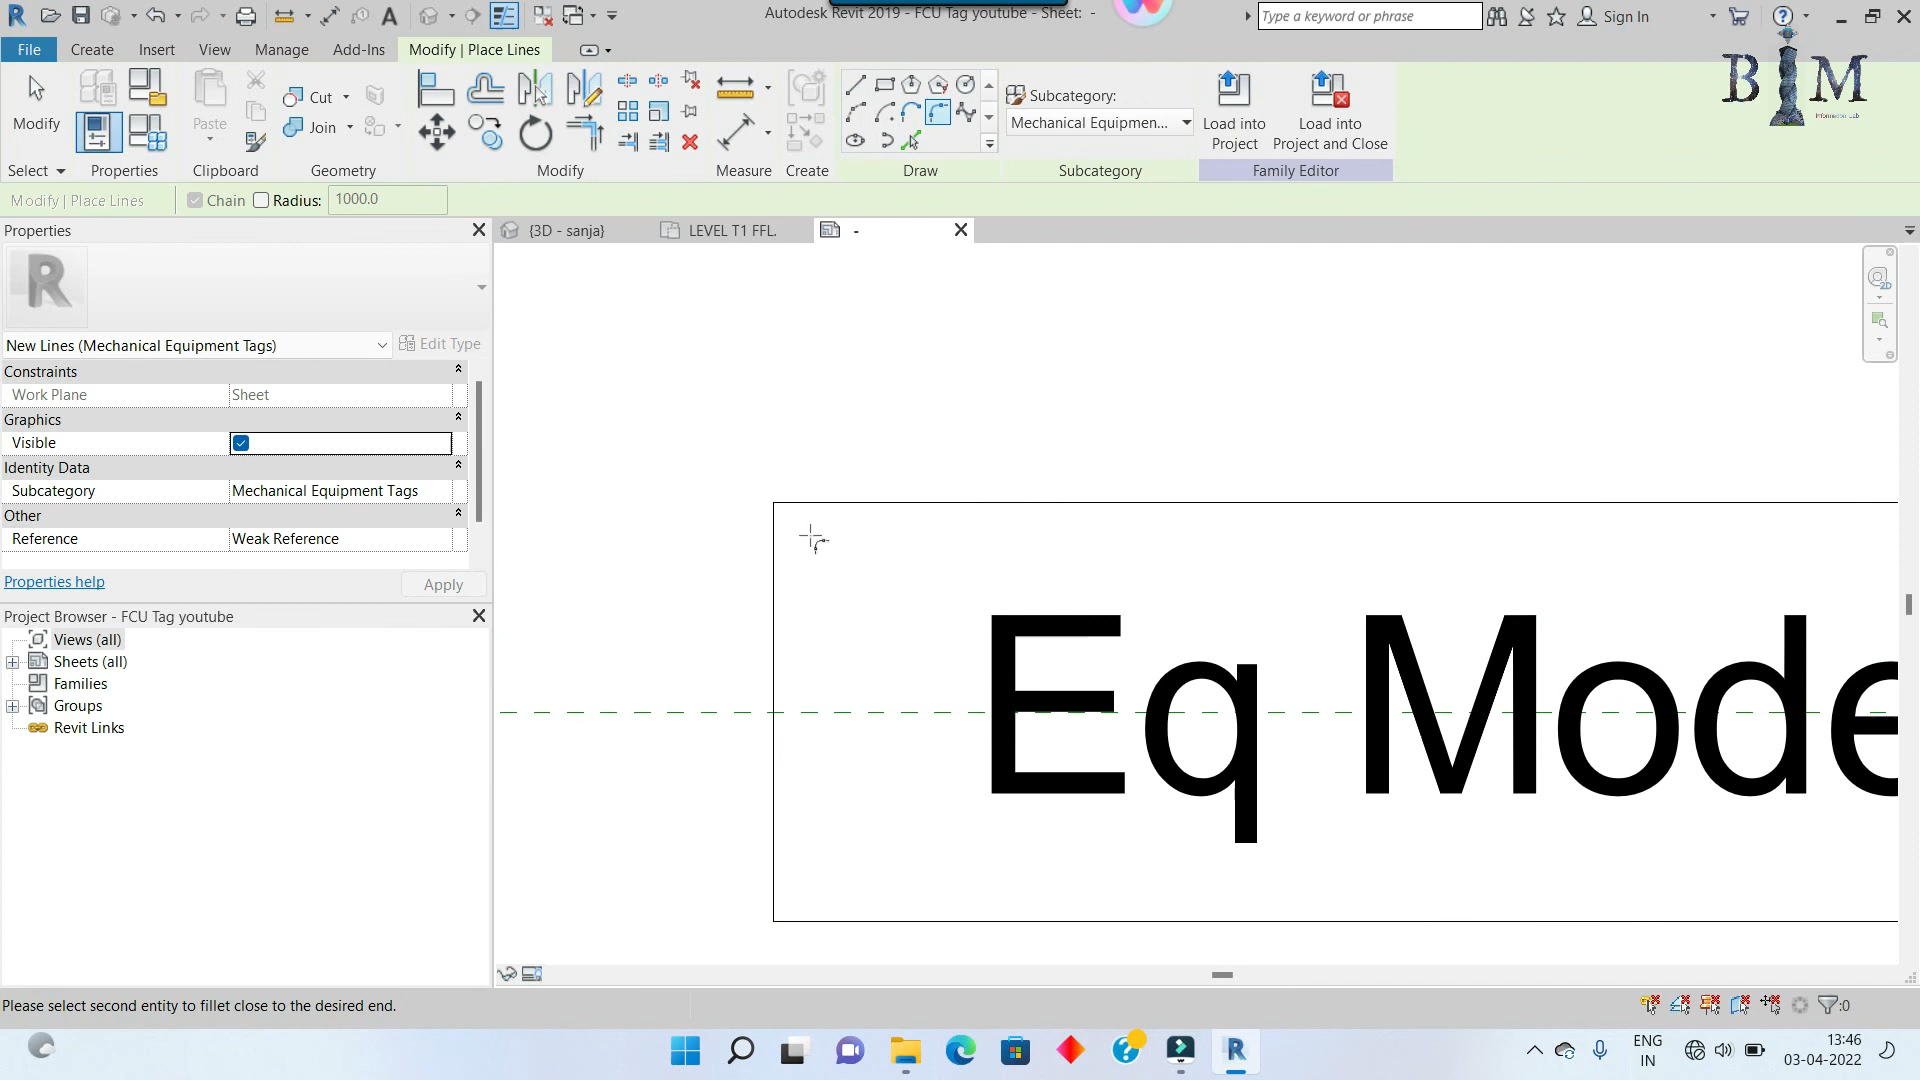 Autodesk Revit 2019 - FCU Tag youtube - Sheet: -
Type a keyword or phrase
Sign In
File
Create
Insert
View
Manage
Add-Ins
Modify | Place Lines
Modify
Paste
Cut
Join
Subcategory:
Mechanical Equipmen...
Load into
Project
Load into
Project and Close
Select
Properties
Clipboard
Geometry
Modify
Measure
Create
Draw
Subcategory
Family Editor
B I M
Information Lab
Modify | Place Lines
Chain
Radius:
1000.0
Properties
{3D - sanja}
LEVEL T1 FFL.
-
R
New Lines (Mechanical Equipment Tags)
Edit Type
Constraints
Work Plane
Sheet
Graphics
Visible
Identity Data
Subcategory
Mechanical Equipment Tags
Other
Reference
Weak Reference
Properties help
Apply
Project Browser - FCU Tag youtube
Views (all)
Sheets (all)
Families
Groups
Revit Links
2D
Eq Mode
Please select second entity to fillet close to the desired end.
:0
ENG
IN
13:46
03-04-2022